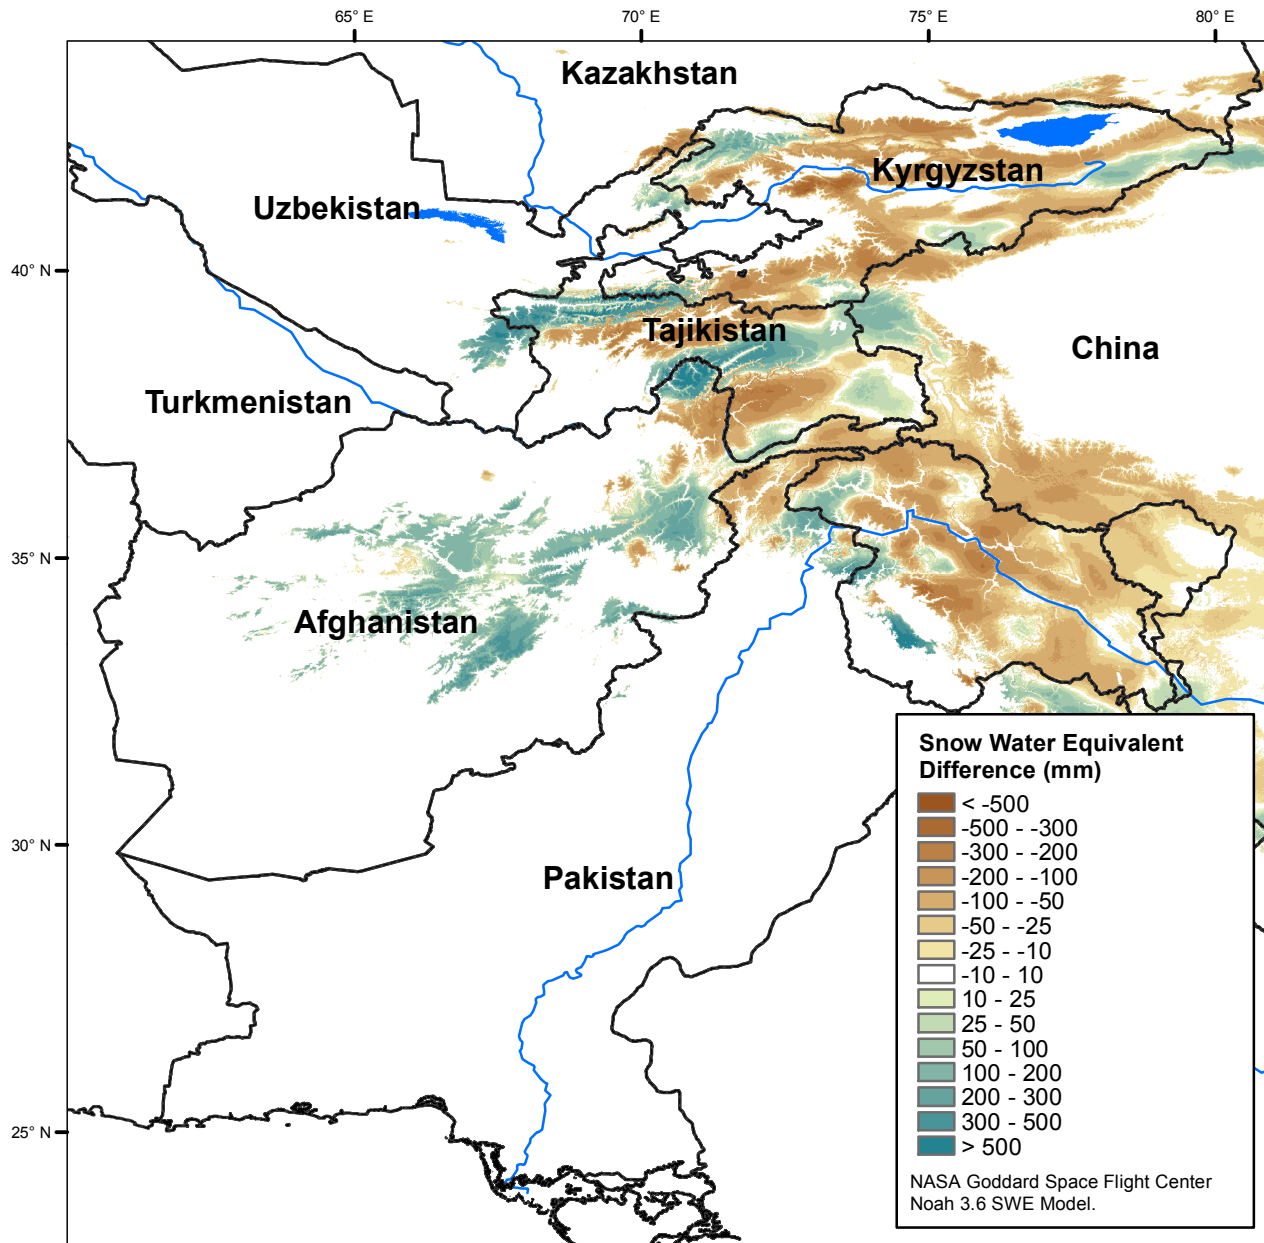 65° E
70° E
75° E
80° E
Kazakhstan
Kyrgyzstan
Uzbekistan
40° N
Tajikistan
China
Turkmenistan
35° N
Afghanistan
Snow Water Equivalent
Difference (mm)
< -500
-500 - -300
-300 - -200
-200 - -100
-100 - -50
-50 - -25
-25 - -10
-10 - 10
10 - 25
25 - 50
50 - 100
100 - 200
200 - 300
300 - 500
> 500
NASA Goddard Space Flight Center
Noah 3.6 SWE Model.
30° N
Pakistan
25° N